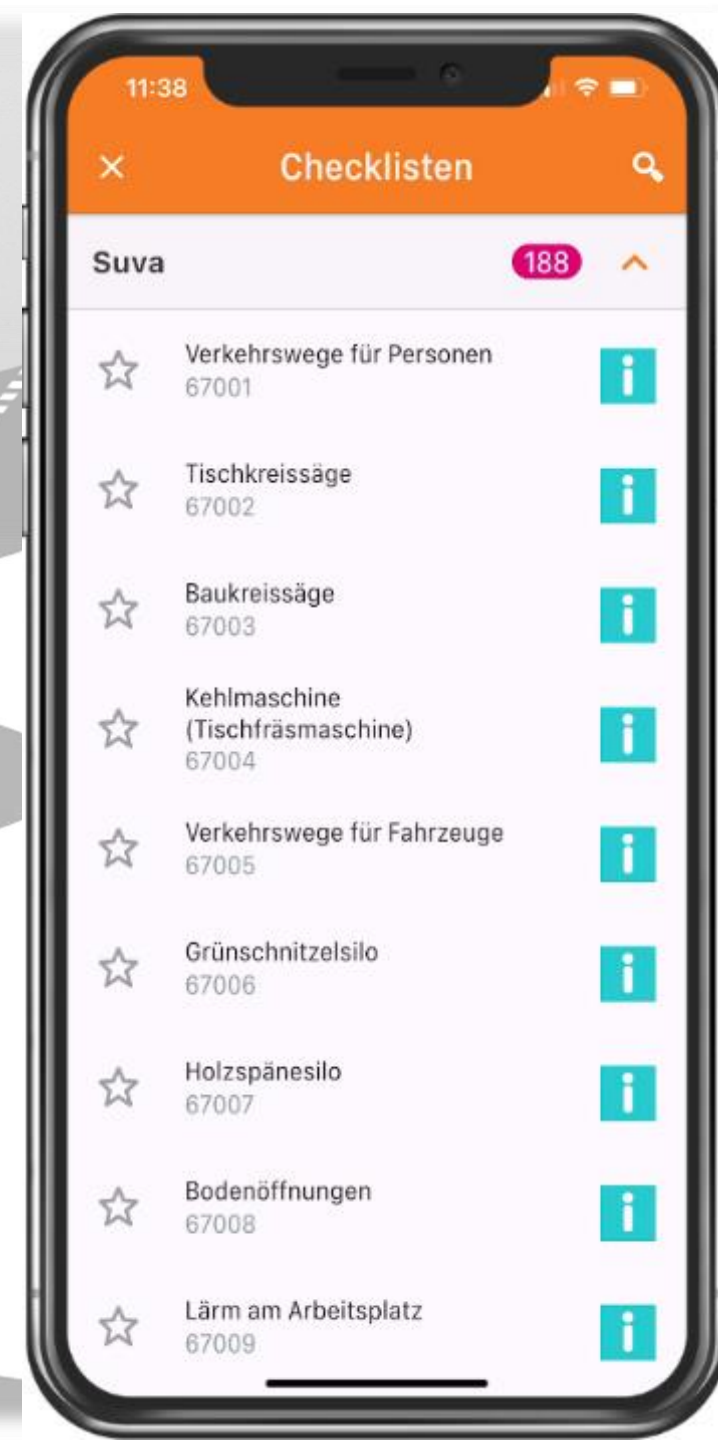 11:38
Checklisten
Suva 188
Verkehrswege für Personen
67001
Tischkreissäge
67002
Baukreissäge
67003
Kehlmaschine
(Tischfräsmaschine)
67004
Verkehrswege für Fahrzeuge
67005
Grünschnitzelsilo
67006
Holzspänesilo
67007
Bodenöffnungen
67008
Lärm am Arbeitsplatz
67009